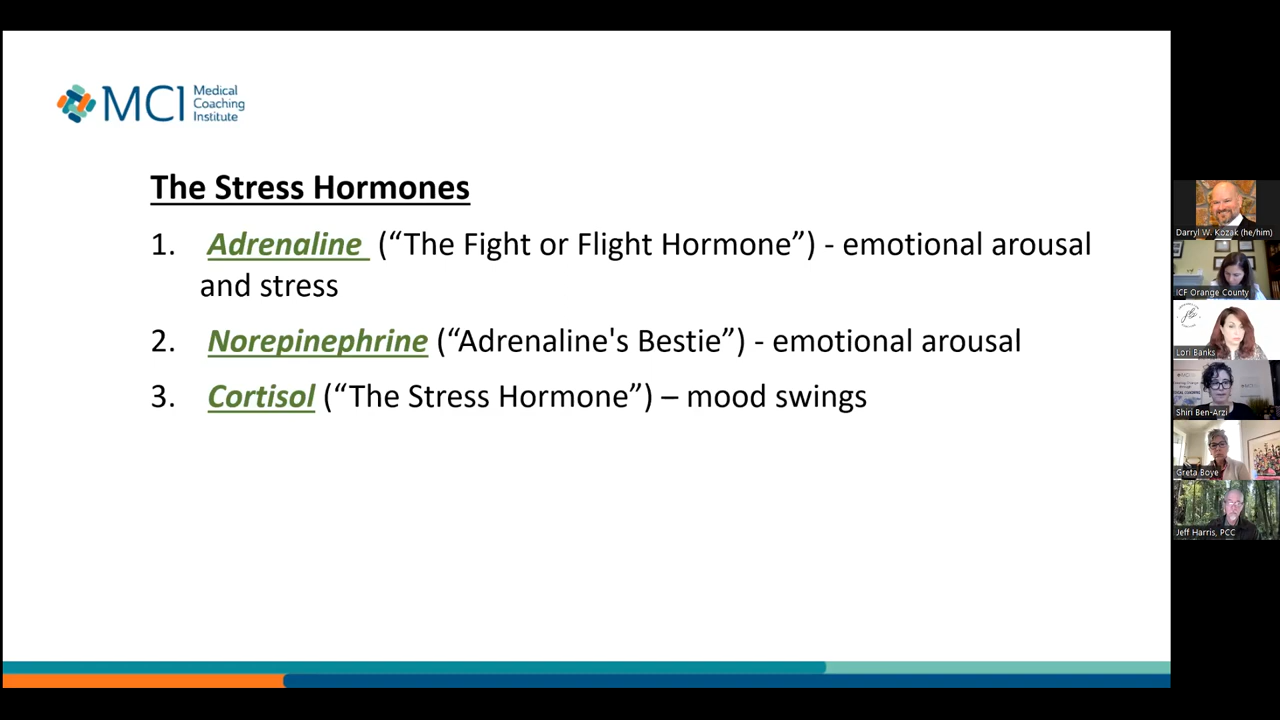 MCI Medical
Coaching
Institute
The Stress Hormones
1. Adrenaline (“The Fight or Flight Hormone”) - emotional arousal
and stress
2. Norepinephrine (“Adrenaline's Bestie”) - emotional arousal
3. Cortisol (“The Stress Hormone”) – mood swings
Darryl W. Kozak (he/him)
ICF Orange County
Lori Banks
Shiri Ben-Arzi
Greta Boye
Jeff Harris, PCC